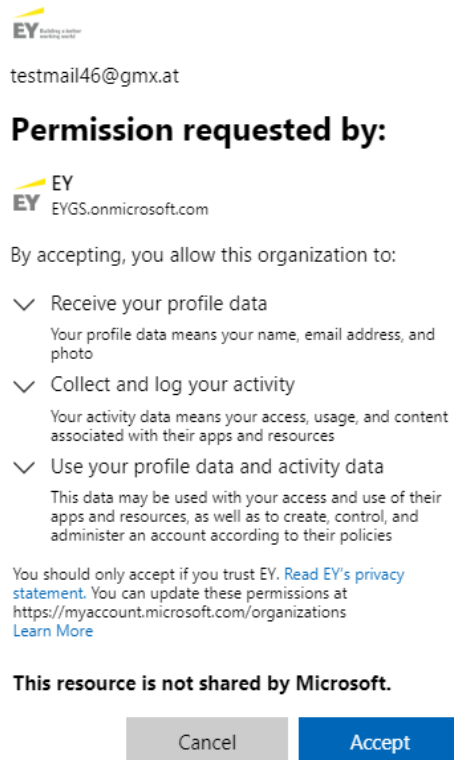 EY Building a better
working world
testmail46@gmx.at
Permission requested by:
EY
EY
EYGS.onmicrosoft.com
By accepting, you allow this organization to:
Receive your profile data
Your profile data means your name, email address, and
photo
Collect and log your activity
Your activity data means your access, usage, and content
associated with their apps and resources
Use your profile data and activity data
This data may be used with your access and use of their
apps and resources, as well as to create, control, and
administer an account according to their policies
You should only accept if you trust EY. Read EY's privacy
statement. You can update these permissions at
https://myaccount.microsoft.com/organizations
Learn More
This resource is not shared by Microsoft.
Cancel
Accept